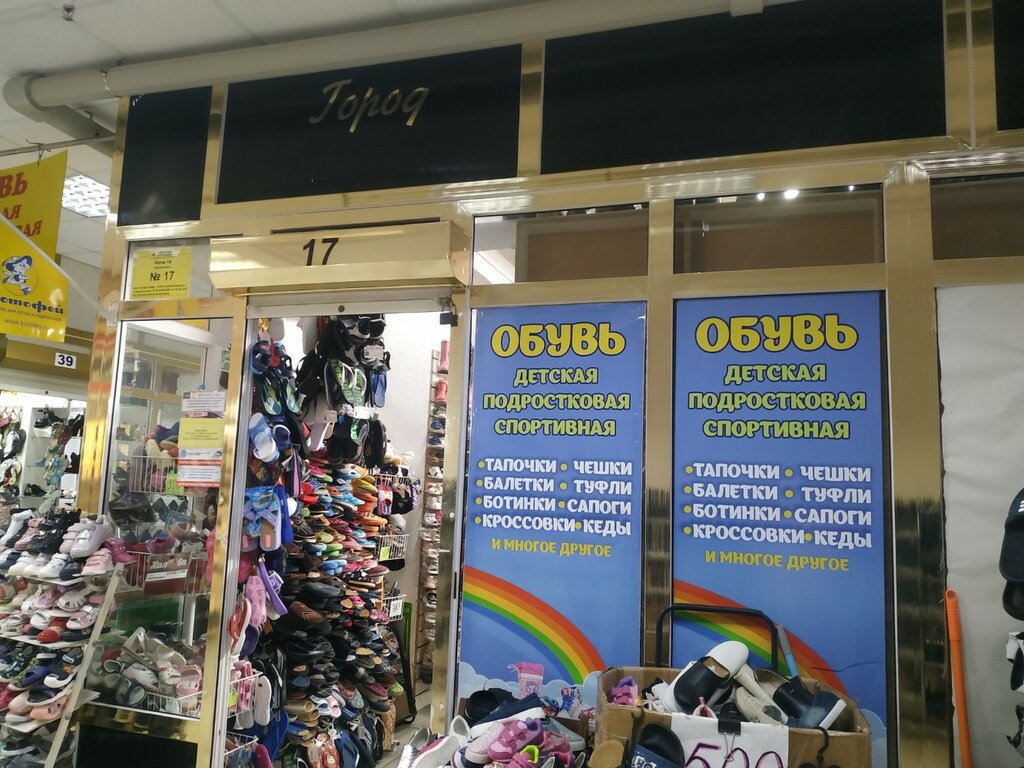 Город
17
№ 17
39
ОБУВЬ
ДЕТСКАЯ
ПОДРОСТКОВАЯ
СПОРТИВНАЯ
•ТАПОЧКИ • ЧЕШКИ
•БАЛЕТКИ • ТУФЛИ
•БОТИНКИ •САПОГИ
•КРОССОВКИ•КЕДЫ
И МНОГОЕ ДРУГОЕ
ОБУВЬ
ДЕТСКАЯ
ПОДРОСТКОВАЯ
СПОРТИВНАЯ
•ТАПОЧКИ • ЧЕШКИ
•БАЛЕТКИ • ТУФЛИ
•БОТИНКИ •САПОГИ
•КРОССОВКИ•КЕДЫ
И МНОГОЕ ДРУГОЕ
500